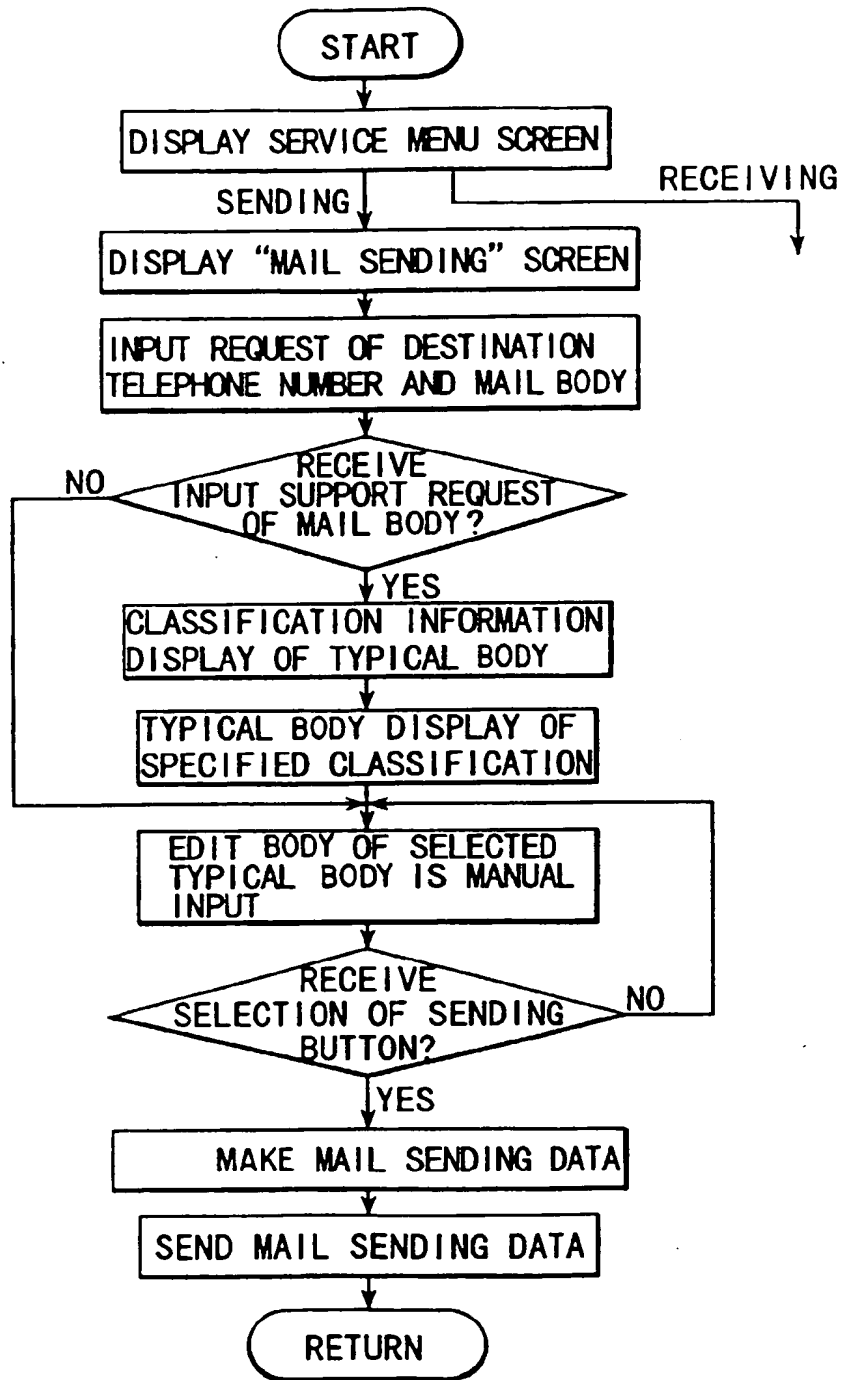 START
DISPLAY SERVICE MENU SCREEN
RECEIVING
SENDING
DISPLAY “MAIL SENDING” SCREEN
INPUT REQUEST OF DESTINATION
TELEPHONE NUMBER AND MAIL BODY
RECEIVE
NO
INPUT SUPPORT REQUEST
OF MAIL BODY?
YES
CLASSIFICATION INFORMATION
DISPLAY OF TYPICAL BODY
TYPICAL BODY DISPLAY OF
SPECIFIED CLASSIFICATION
EDIT BODY OF SELECTED
TYPICAL BODY IS MANUAL
INPUT
RECEIVE
SELECTION OF SENDING
NO
BUTTON?
YES
MAKE MAIL SENDING DATA
SEND MAIL SENDING DATA
RETURN